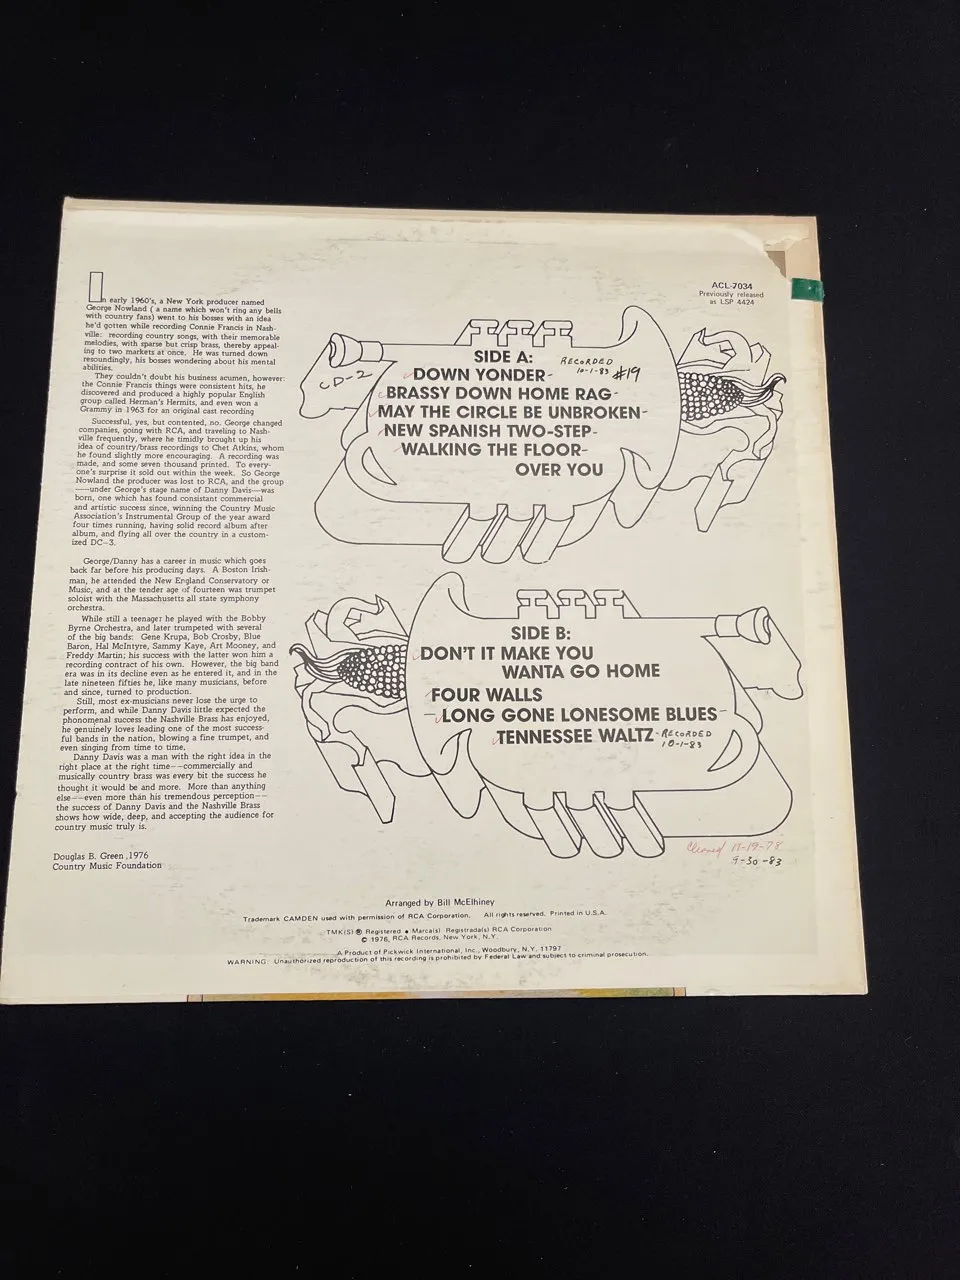 In early 1960's, a New York producer named
George Nowland ( a name which won't ring any bells
with country fans) went to his bosses with an idea
he'd gotten while recording Connie Francis in Nash-
ville: recording country songs, with their memorable
melodies, with sparse but crisp brass, thereby appeal-
ing to two markets at once. He was turned down
resoundingly, his bosses wondering about his mental
abilities.
They couldn't doubt his business acumen, however:
the Connie Francis things were consistent hits, he
discovered and produced a highly popular English
group called Herman's Hermits, and even won a
Grammy in 1963 for an original cast recording
Successful, yes, but contented, no. George changed
companies, going with RCA, and traveling to Nash-
ville frequently, where he timidly brought up his
idea of country/brass recordings to Chet Atkins, whom
he found slightly more encouraging. A recording was
made, and some seven thousand printed. To every-
one's surprise it sold out within the week. So George
Nowland the producer was lost to RCA, and the group
----under George's stage name of Danny Davis--was
born, one which has found consistant commercial
and artistic success since, winning the Country Music
Association's Instrumental Group of the year award
four times running, having solid record album after
album, and flying all over the country in a custom-
ized DC-3.
George/Danny has a career in music which goes
back far before his producing days. A Boston Irish-
man, he attended the New England Conservatory or
Music, and at the tender age of fourteen was trumpet
soloist with the Massachusetts all state symphony
orchestra.
While still a teenager he played with the Bobby
Byrne Orchestra, and later trumpeted with several
of the big bands: Gene Krupa, Bob Crosby, Blue
Baron, Hal McIntyre, Sammy Kaye, Art Mooney, and
Freddy Martin; his success with the latter won him a
recording contract of his own. However, the big band
era was in its decline even as he entered it, and in the
late nineteen fifties he, like many musicians, before
and since, turned to production.
Still, most ex-musicians never lose the urge to
perform, and while Danny Davis little expected the
phenomenal success the Nashville Brass has enjoyed,
he genuinely loves leading one of the most success-
ful bands in the nation, blowing a fine trumpet, and
even singing from time to time.
Danny Davis was a man with the right idea in the
right place at the right time--commercially and
musically country brass was every bit the success he
thought it would be and more. More than anything
else--even more than his tremendous perception--
the success of Danny Davis and the Nashville Brass
shows how wide, deep, and accepting the audience for
country music truly is.
Douglas B. Green ,1976
Country Music Foundation
ACL-7034
Previously released
as LSP 4424
CD-2
SIDE A:
RECORDED
10-1-83 #19
DOWN YONDER-
BRASSY DOWN HOME RAG-
MAY THE CIRCLE BE UNBROKEN-
NEW SPANISH TWO-STEP-
WALKING THE FLOOR-
OVER YOU
SIDE B:
DON'T IT MAKE YOU
WANTA GO HOME
FOUR WALLS
LONG GONE LONESOME BLUES-
TENNESSEE WALTZ-RECORDED
10-1-83
Cleaned 11-19-78
9-30-83
Arranged by Bill McElhiney
Trademark CAMDEN used with permission of RCA Corporation. All rights reserved. Printed in U.S.A.
TMK(S) ® Registered • Marca(s) Registrada(s) RCA Corporation
© 1976, RCA Records, New York, N.Y.
A Product of Pickwick International, Inc., Woodbury, N.Y. 11797
WARNING: Unauthorized reproduction of this recording is prohibited by Federal Law and subject to criminal prosecution.